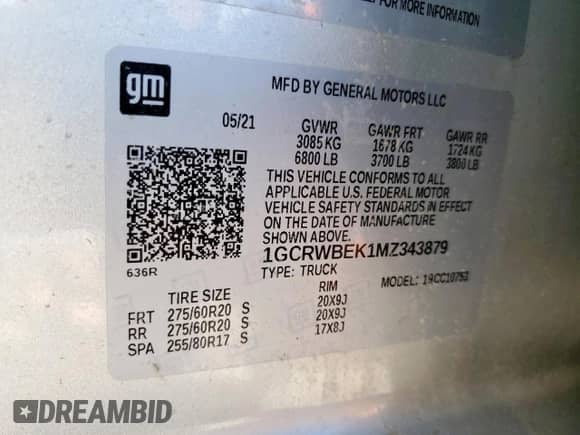 FOR MORE INFORMATION
gm
MFD BY GENERAL MOTORS LLC
05/21 GVWR GAWR FRT GAWR RR
3085 KG 1678 KG 1724 KG
6800 LB 3700 LB 3800 LB
THIS VEHICLE CONFORMS TO ALL
APPLICABLE U.S. FEDERAL MOTOR
VEHICLE SAFETY STANDARDS IN EFFECT
ON THE DATE OF MANUFACTURE
SHOWN ABOVE.
1GCRWBEK1MZ343879
TYPE: TRUCK MODEL:
636R
TIRE SIZE RIM
FRT 275/60R20 S 20X9J
RR 275/60R20 S 20X9J
SPA 255/80R17 S 17X8J
DREAMBID